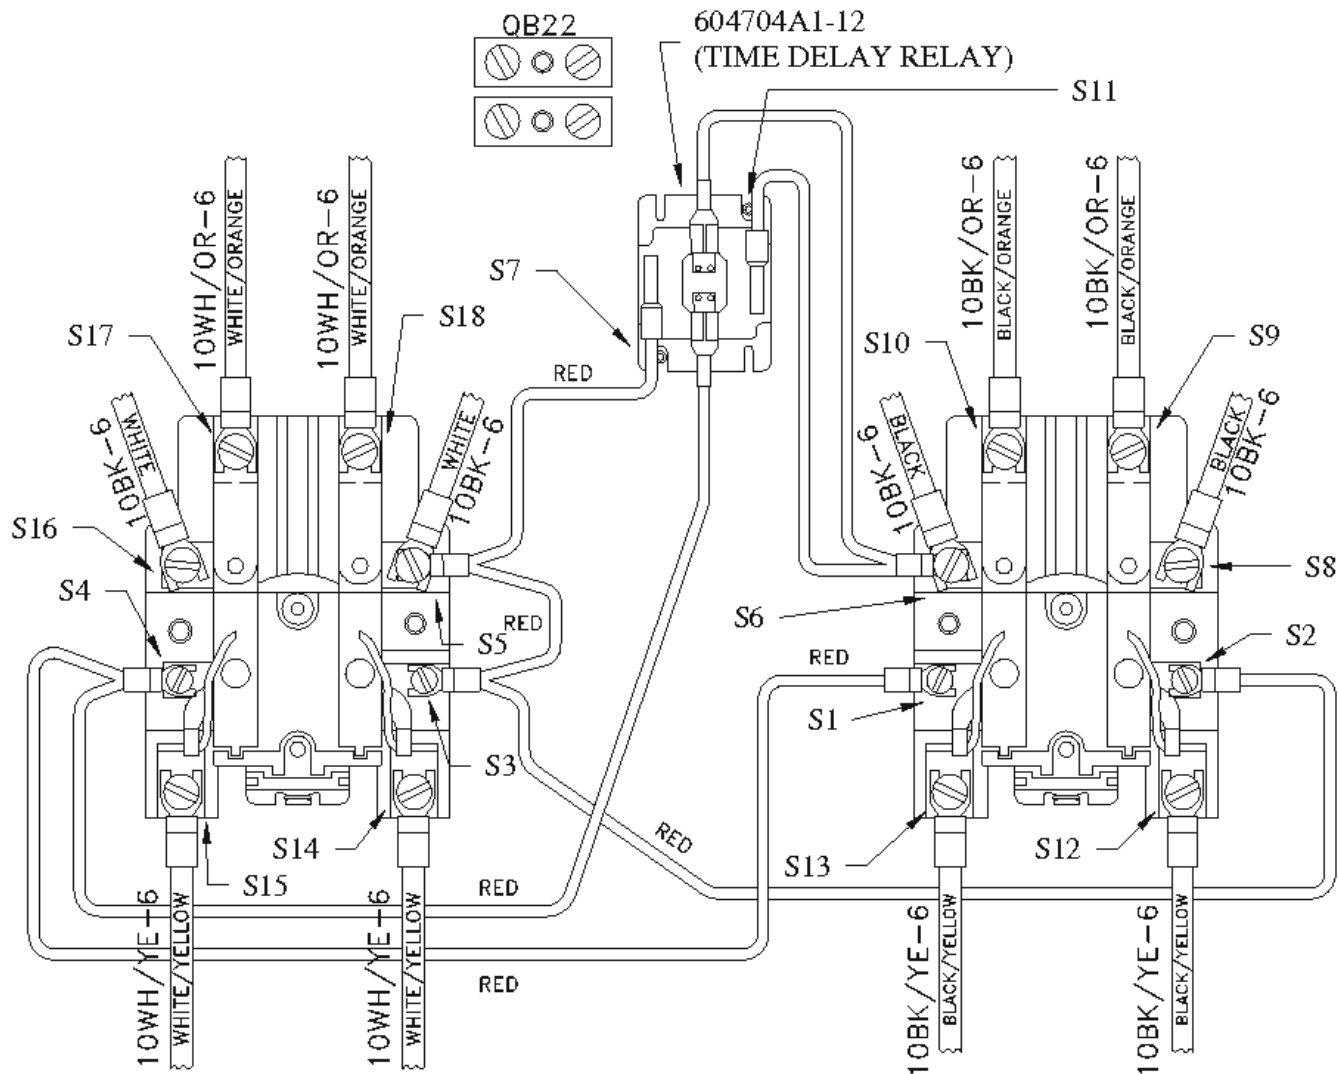 QB22
604704A1-12
(TIME DELAY RELAY)
S11
10WH/OR-6
WHITE/ORANGE
10WH/OR-6
WHITE/ORANGE
10BK/OR-6
BLACK/ORANGE
10BK/OR-6
BLACK/ORANGE
S7
S17
S18
S10
S9
RED
WHITE
10BK-6
WHITE
10BK-6
BLACK
10BK-6
BLACK
10BK-6
S16
S4
S5
RED
S6
S8
S2
RED
S1
S3
S14
S15
RED
S13
S12
RED
RED
10WH/YE-6
WHITE/YELLOW
10WH/YE-6
WHITE/YELLOW
10BK/YE-6
BLACK/YELLOW
10BK/YE-6
BLACK/YELLOW